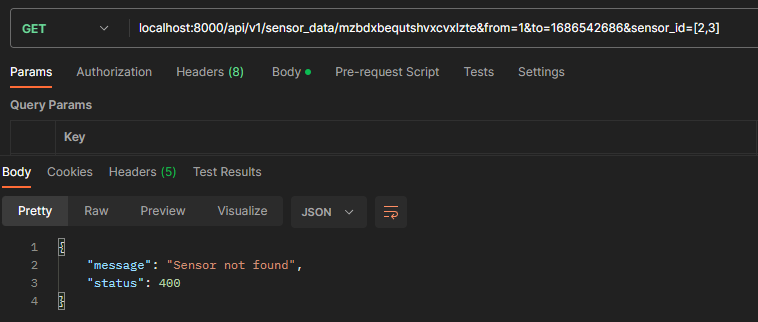 GET localhost:8000/api/v1/sensor_data/mzbdxbequtshvxcvxlzte&from=1&to=1686542686&sensor_id=[2,3]
Params Authorization Headers (8) Body Pre-request Script Tests Settings
Query Params
Key
Body Cookies Headers (5) Test Results
Pretty Raw Preview Visualize JSON
1 {
2 "message": "Sensor not found",
3 "status": 400
4 }